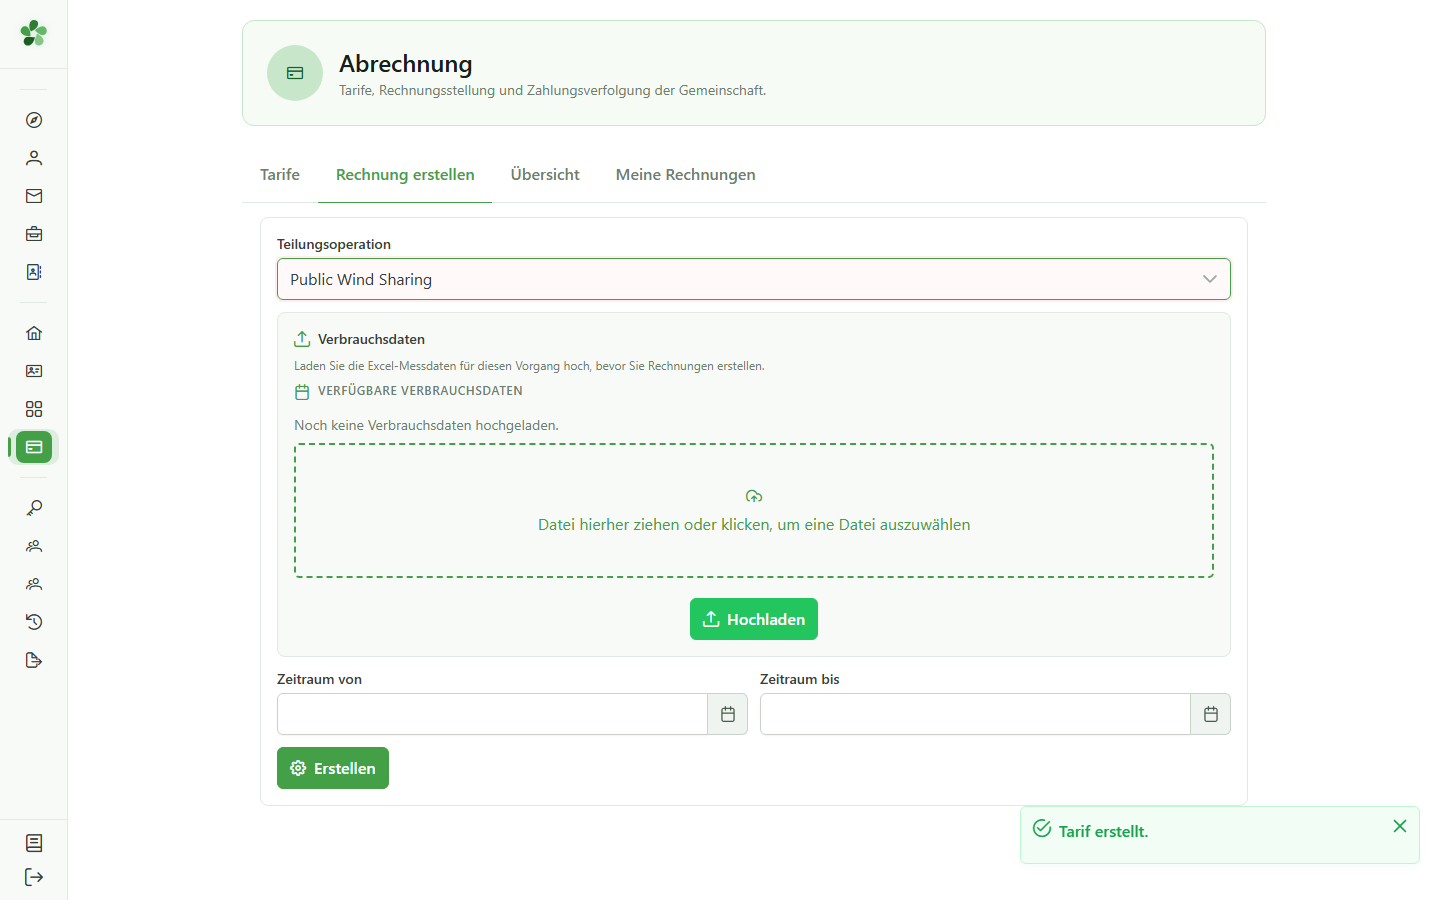 Abrechnung
Tarife, Rechnungsstellung und Zahlungsverfolgung der Gemeinschaft.
Tarife
Rechnung erstellen
Übersicht
Meine Rechnungen
Teilungsoperation
Public Wind Sharing
Verbrauchsdaten
Laden Sie die Excel-Messdaten für diesen Vorgang hoch, bevor Sie Rechnungen erstellen.
VERFÜGBARE VERBRAUCHSDATEN
Noch keine Verbrauchsdaten hochgeladen.
Datei hierher ziehen oder klicken, um eine Datei auszuwählen
Hochladen
Zeitraum von
Zeitraum bis
Erstellen
Tarif erstellt.